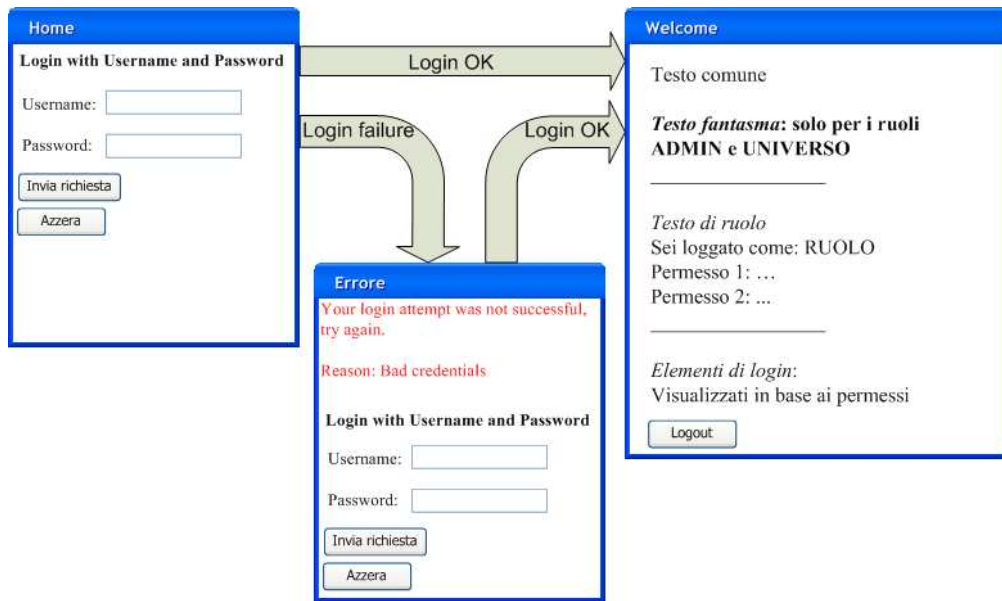 Home
Login with Username and Password
Username:
Password:
Invia richiesta
Azzera
Login OK
Login failure
Login OK
Errore
Your login attempt was not successful,
try again.
Reason: Bad credentials
Login with Username and Password
Username:
Password:
Invia richiesta
Azzera
Welcome
Testo comune
Testo fantasma: solo per i ruoli
ADMIN e UNIVERSO
Testo di ruolo
Sei loggato come: RUOLO
Permesso 1: …
Permesso 2: ...
Elementi di login:
Visualizzati in base ai permessi
Logout